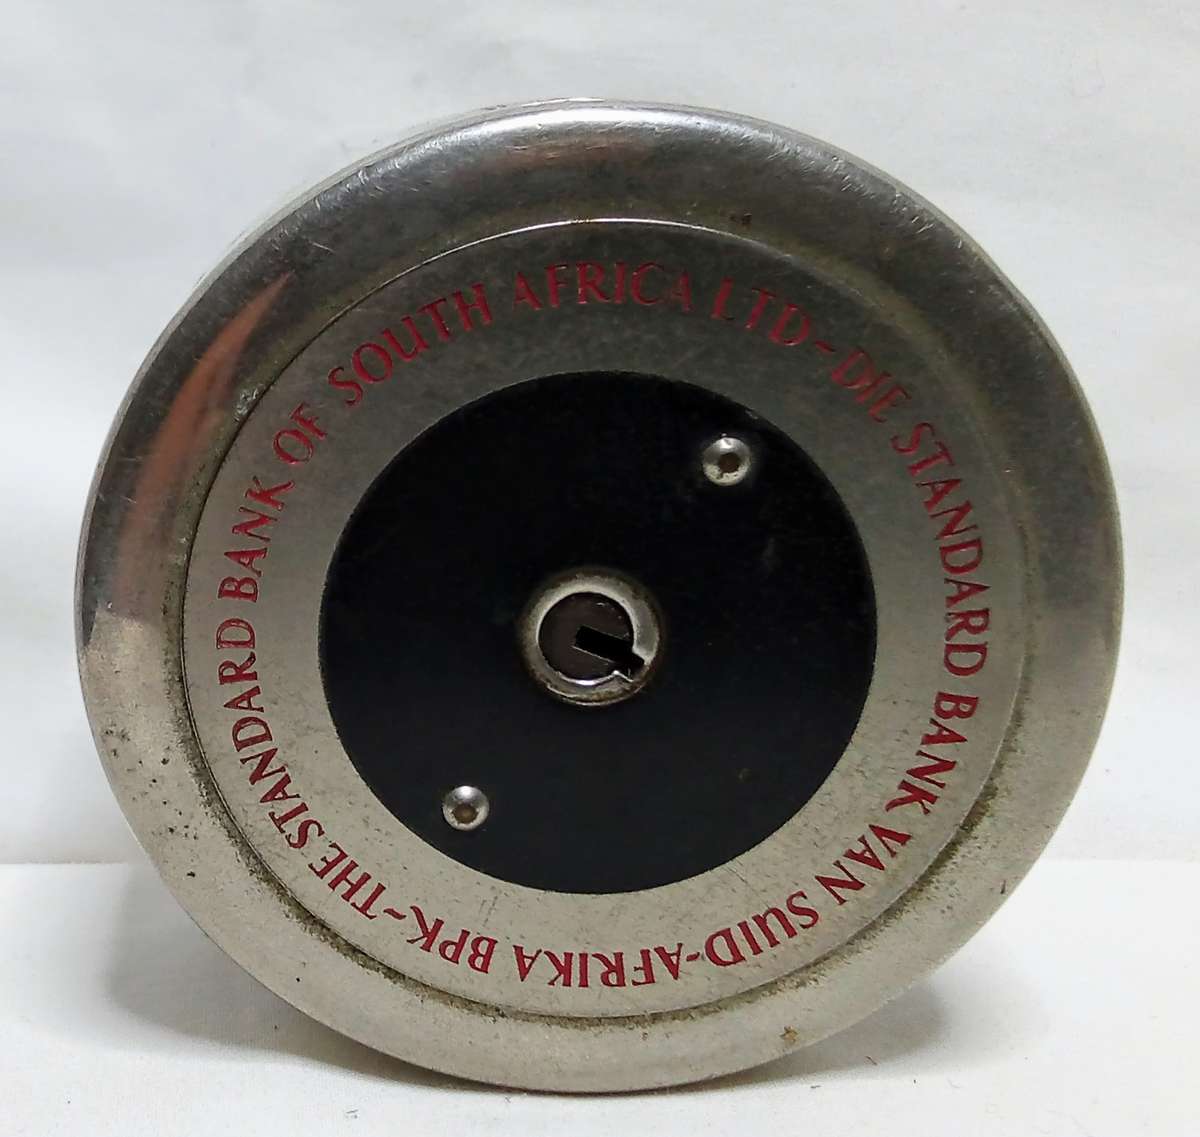 THE STANDARD BANK OF SOUTH AFRICA LTD~DIE STANDARD BANK VAN SUID-AFRIKA BPK~